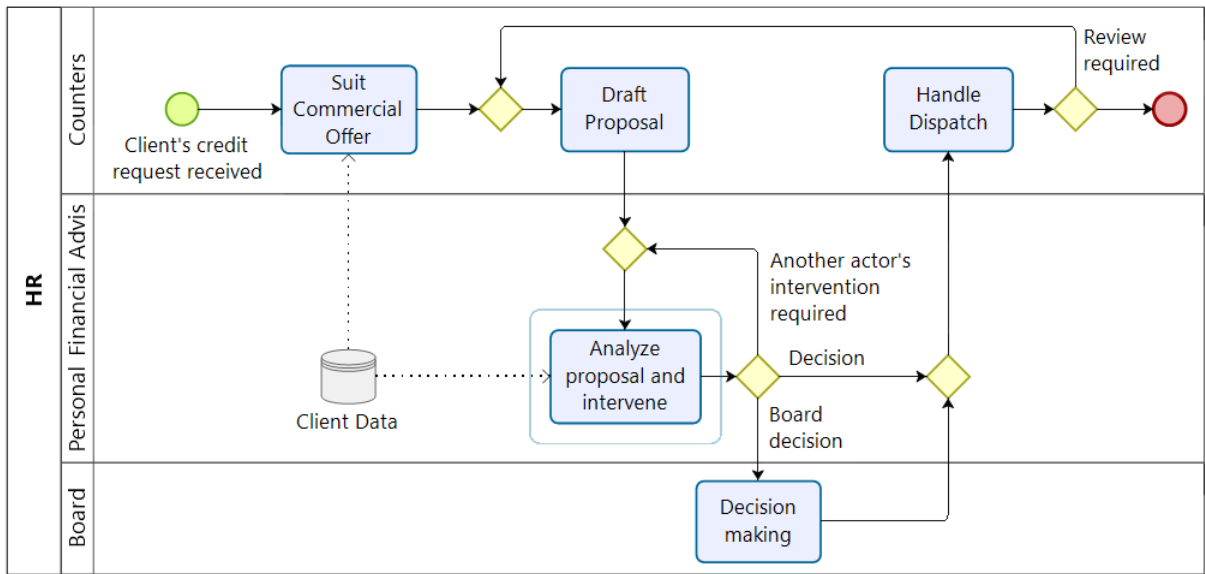 HR
Counters
Client's credit
request received
Suit
Commercial
Offer
Draft
Proposal
Handle
Dispatch
Review
required
Personal Financial Advis
Client Data
Analyze
proposal and
intervene
Another actor's
intervention
required
Decision
Board
decision
Board
Decision
making